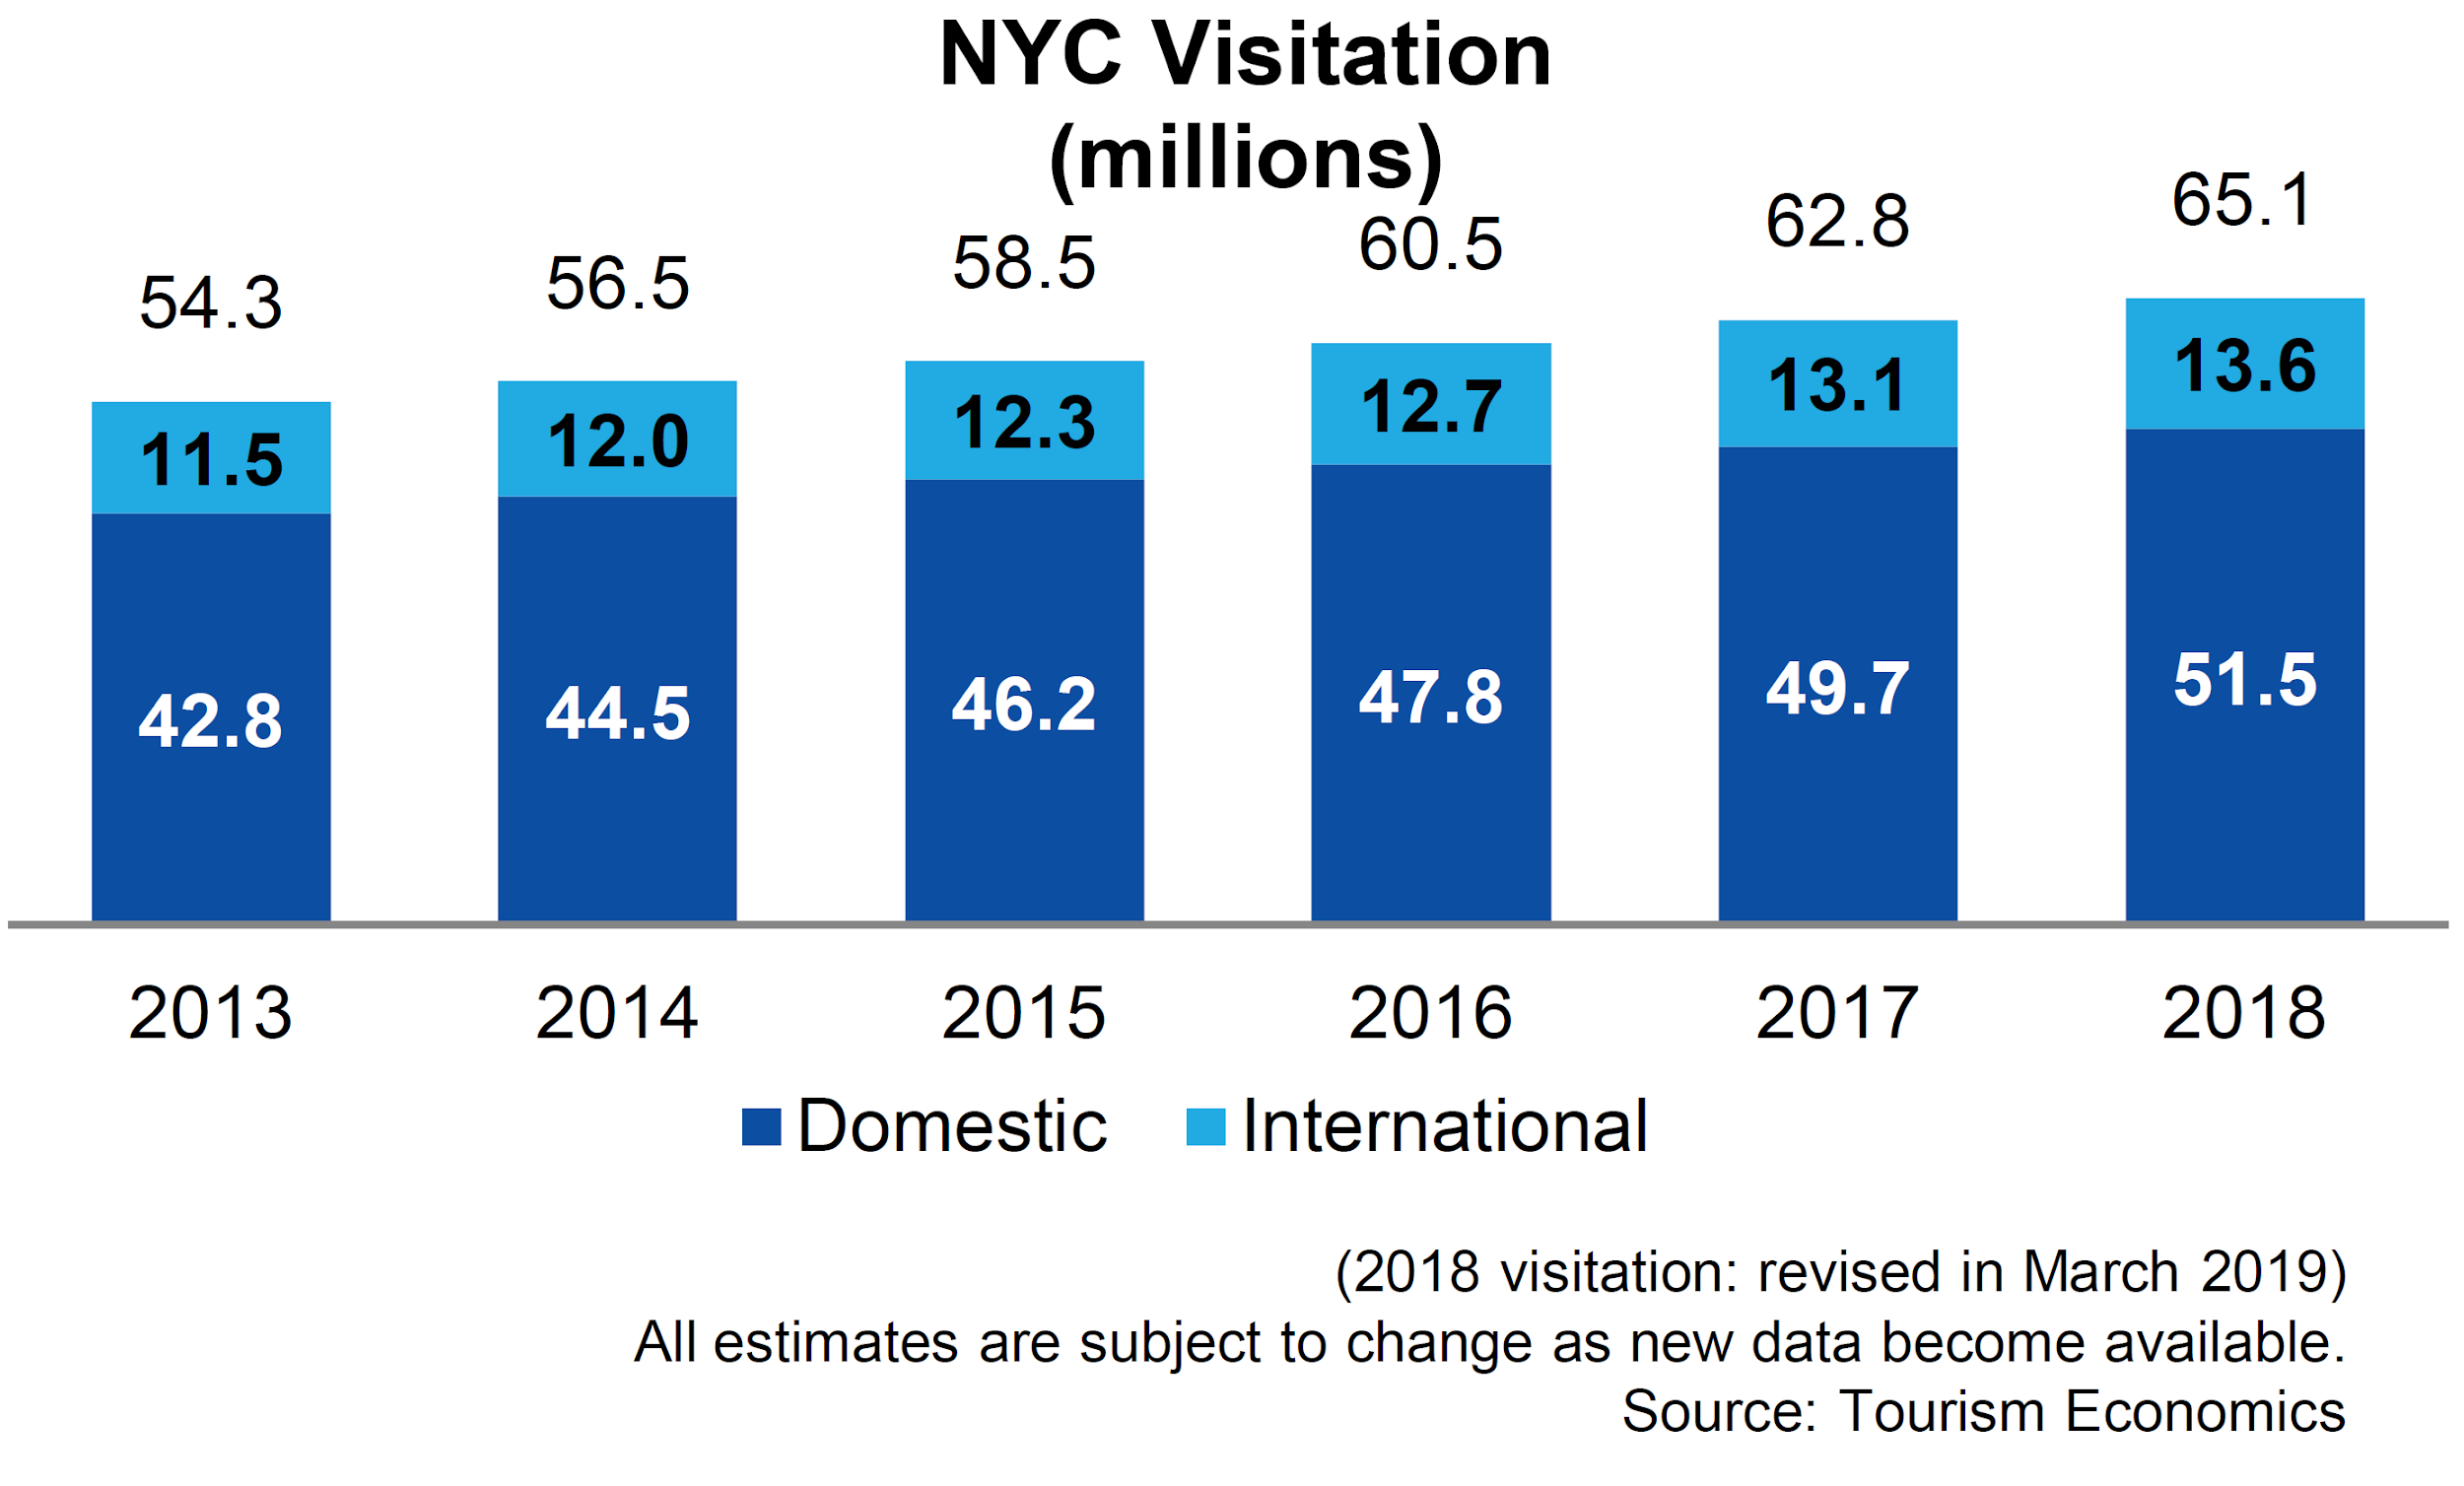 NYC Visitation
(millions)
54.3 56.5 58.5 60.5 62.8 65.1
11.5 12.0 12.3 12.7 13.1 13.6
42.8 44.5 46.2 47.8 49.7 51.5
2013 2014 2015 2016 2017 2018
Domestic International
(2018 visitation: revised in March 2019)
All estimates are subject to change as new data become available.
Source: Tourism Economics